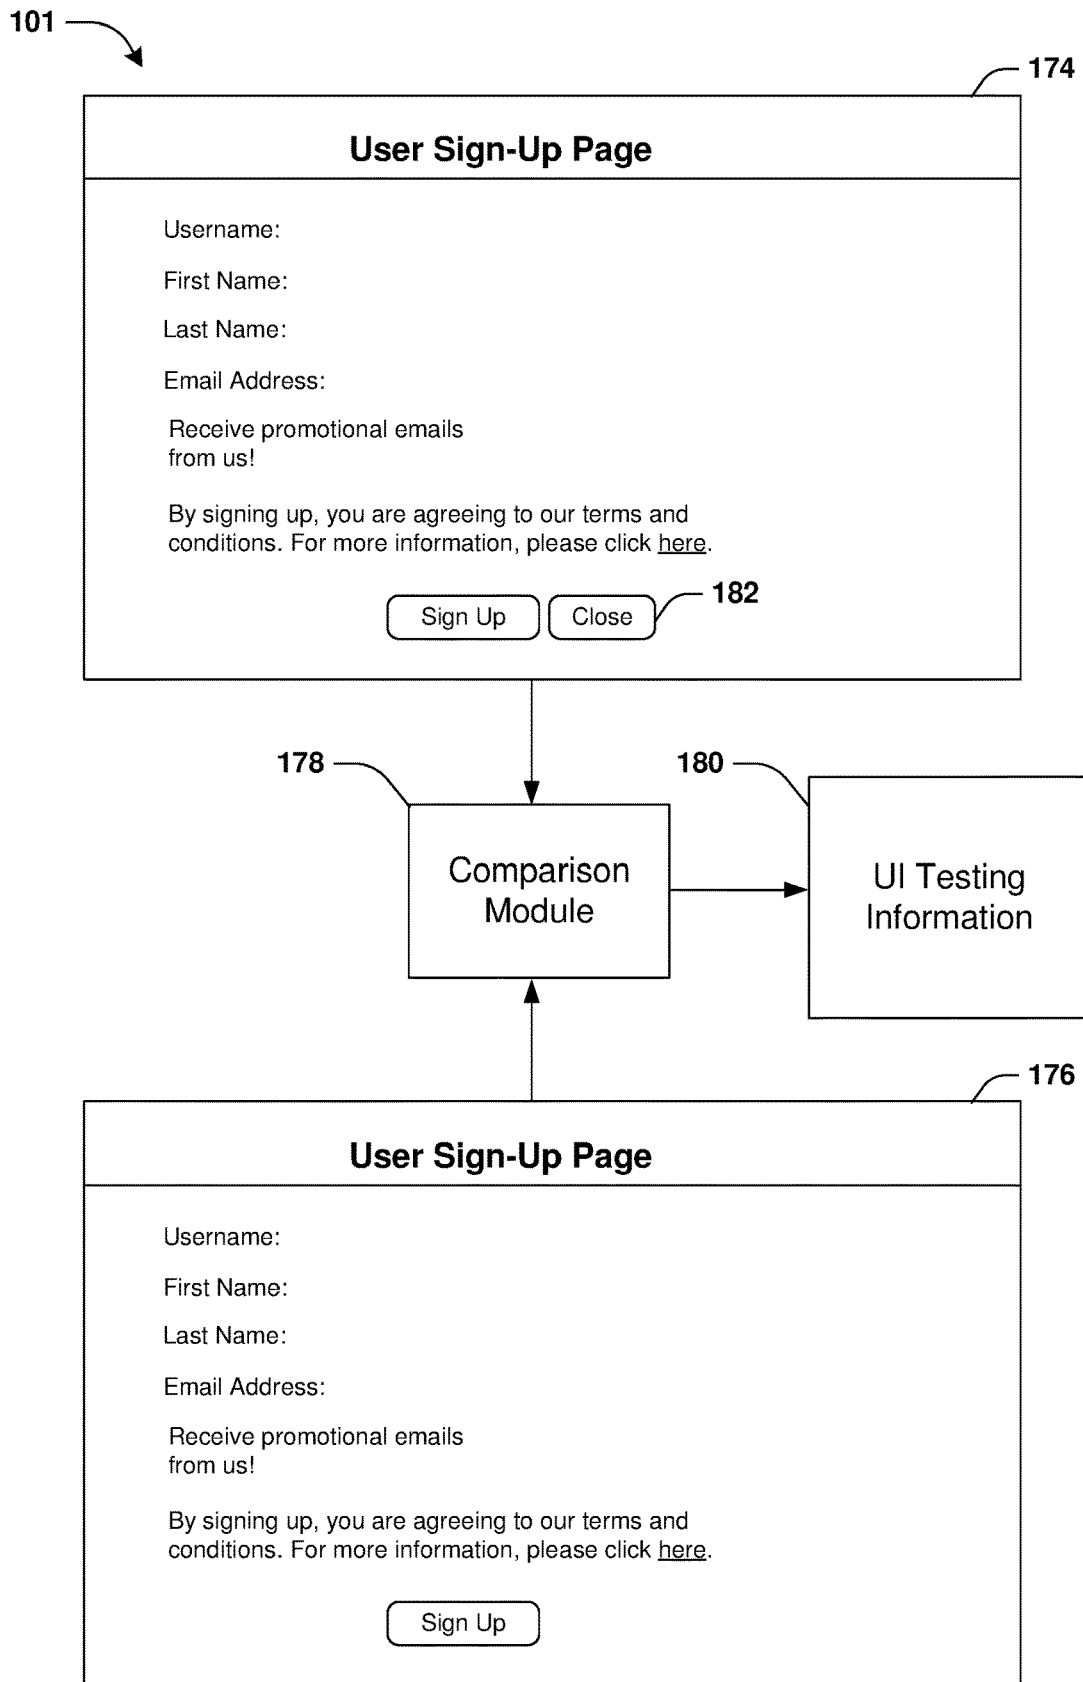 101
174
User Sign-Up Page
Username:
First Name:
Last Name:
Email Address:
Receive promotional emails
from us!
By signing up, you are agreeing to our terms and
conditions. For more information, please click here.
182
Sign Up
Close
178
180
Comparison
Module
UI Testing
Information
176
User Sign-Up Page
Username:
First Name:
Last Name:
Email Address:
Receive promotional emails
from us!
By signing up, you are agreeing to our terms and
conditions. For more information, please click here.
Sign Up